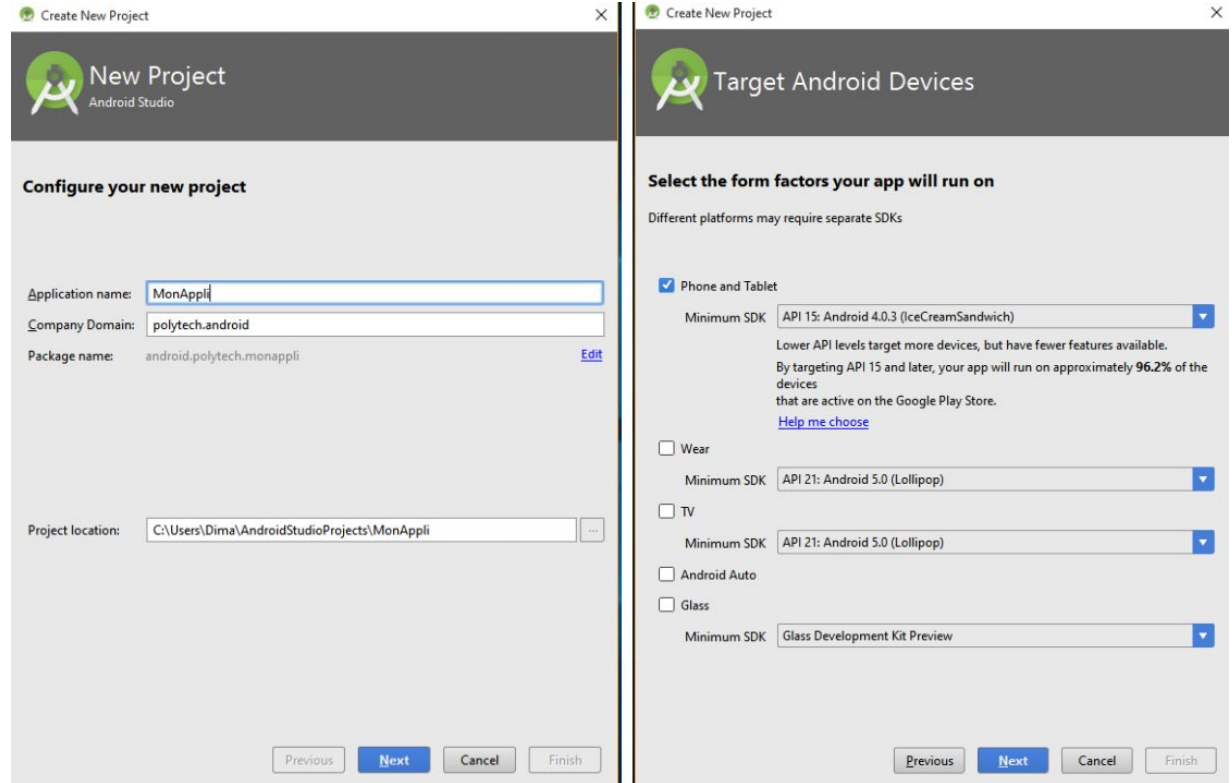 Create New Project
New Project
Android Studio
Configure your new project
Application name: MonAppli
Company Domain: polytech.android
Package name: android.polytech.monappli Edit
Project location: C:\Users\Dima\AndroidStudioProjects\MonAppli ...
Previous Next Cancel Finish
Create New Project
Target Android Devices
Select the form factors your app will run on
Different platforms may require separate SDKs
Phone and Tablet
Minimum SDK API 15: Android 4.0.3 (IceCreamSandwich)
Lower API levels target more devices, but have fewer features available.
By targeting API 15 and later, your app will run on approximately 96.2% of the
devices
that are active on the Google Play Store.
Help me choose
Wear
Minimum SDK API 21: Android 5.0 (Lollipop)
TV
Minimum SDK API 21: Android 5.0 (Lollipop)
Android Auto
Glass
Minimum SDK Glass Development Kit Preview
Previous Next Cancel Finish